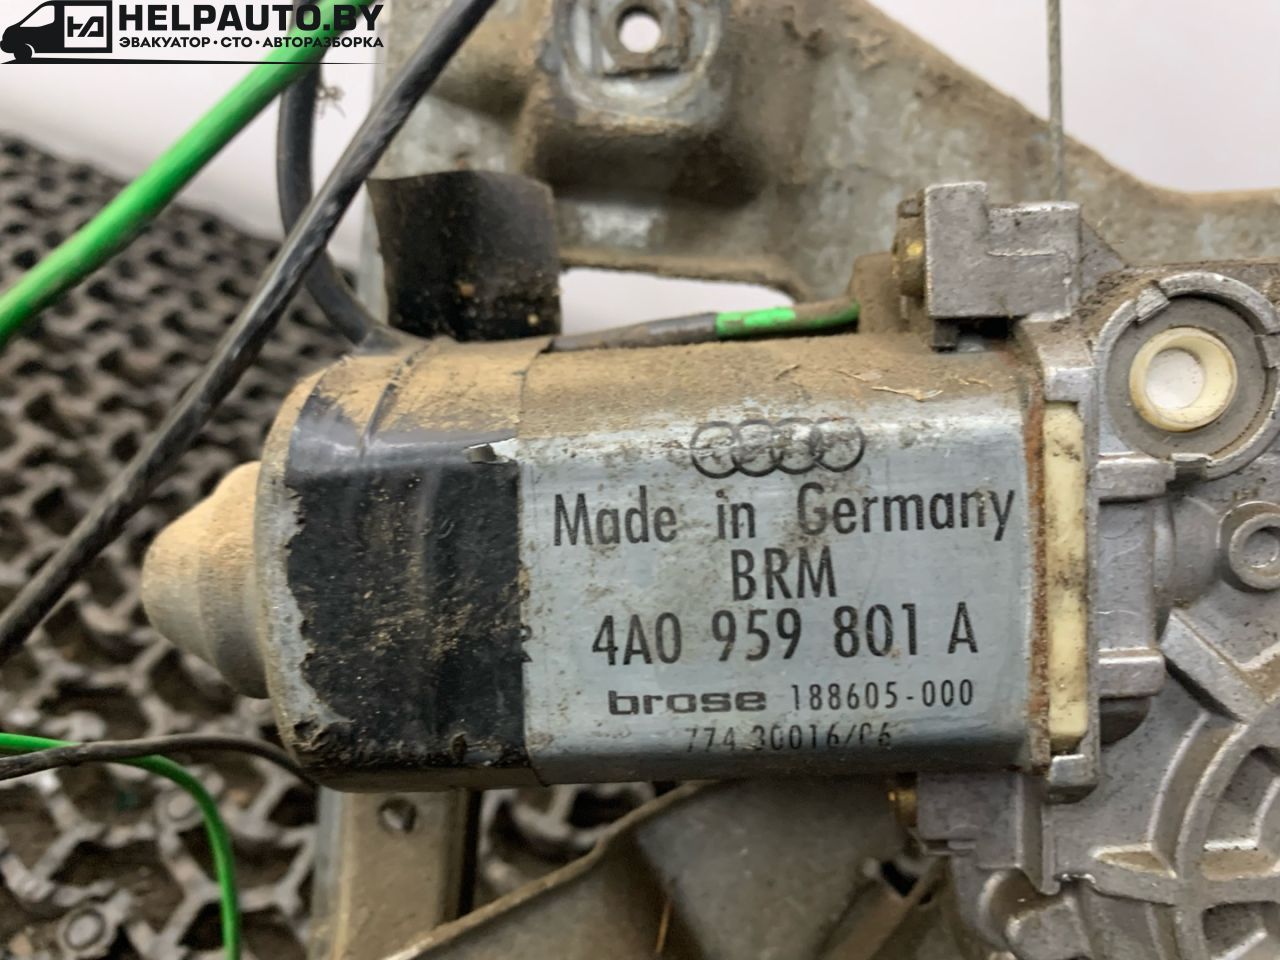 HELPAUTO.BY
ЭВАКУАТОР • СТО • АВТОРАЗБОРКА
Made in Germany
BRM
4A0 959 801 A
brose 188605-000
774 30016/06